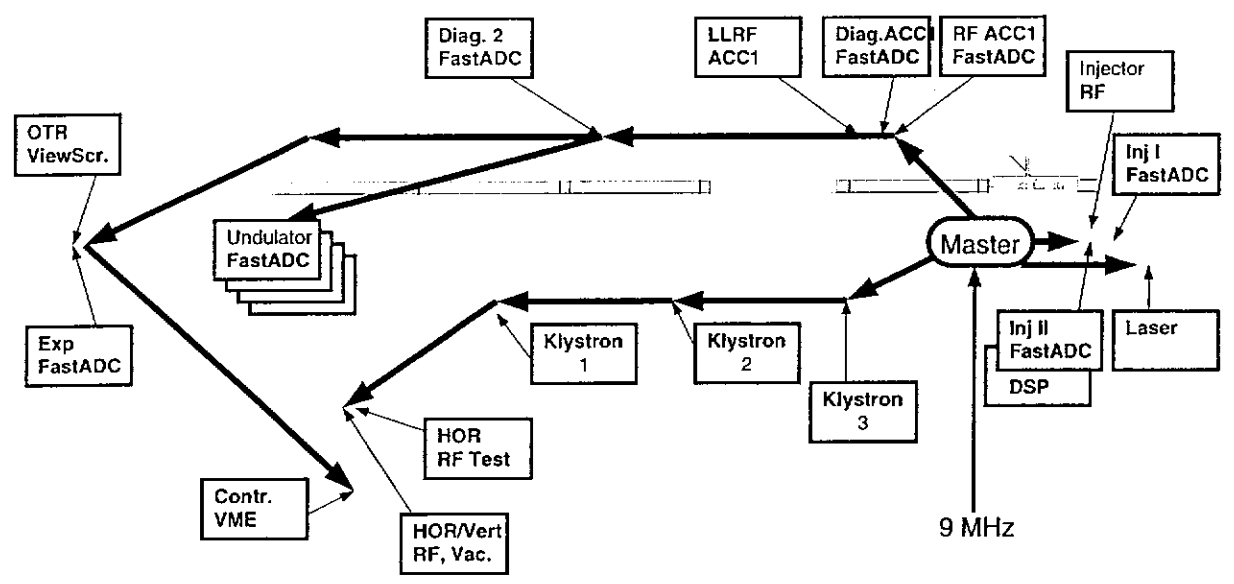 Diag. 2
FastADC
LLRF
ACC1
Diag.ACC1
FastADC
RF ACC1
FastADC
Injector
RF
OTR
ViewScr.
Inj I
FastADC
Undulator
FastADC
Master
Exp
FastADC
Klystron
1
Klystron
2
Klystron
3
Inj II
FastADC
DSP
Laser
HOR
RF Test
Contr.
VME
HOR/Vert
RF, Vac.
9 MHz